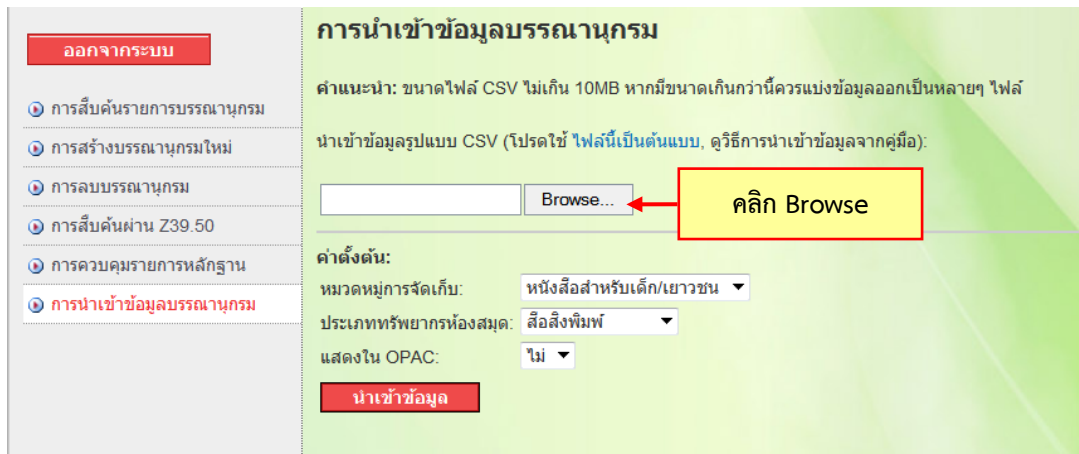 ออกจากระบบ
การสืบค้นรายการบรรณานุกรม
การสร้างบรรณานุกรมใหม่
การลบบรรณานุกรม
การสืบค้นผ่าน Z39.50
การควบคุมรายการหลักฐาน
การนำเข้าข้อมูลบรรณานุกรม
การนำเข้าข้อมูลบรรณานุกรม
คำแนะนำ: ขนาดไฟล์ CSV ไม่เกิน 10MB หากมีขนาดเกินกว่านี้ควรแบ่งข้อมูลออกเป็นหลายๆ ไฟล์
นำเข้าข้อมูลรูปแบบ CSV (โปรดใช้ ไฟล์นี้เป็นต้นแบบ, ดูวิธีการนำเข้าข้อมูลจากคู่มือ):
Browse...
คลิก Browse
ค่าตั้งต้น:
หมวดหมู่การจัดเก็บ: หนังสือสำหรับเด็ก/เยาวชน
ประเภททรัพยากรห้องสมุด: สื่อสิ่งพิมพ์
แสดงใน OPAC: ไม่
นำเข้าข้อมูล